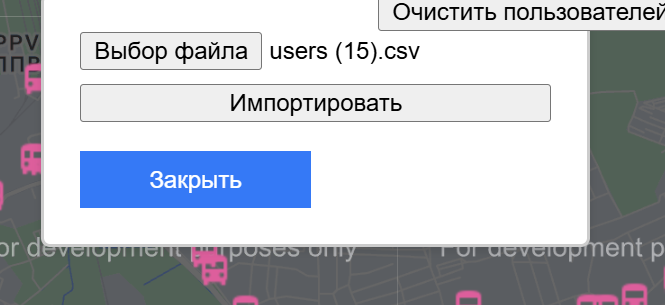 Очистить пользователей
Выбор файла users (15).csv
Импортировать
Закрыть
or development purposes only
For development p